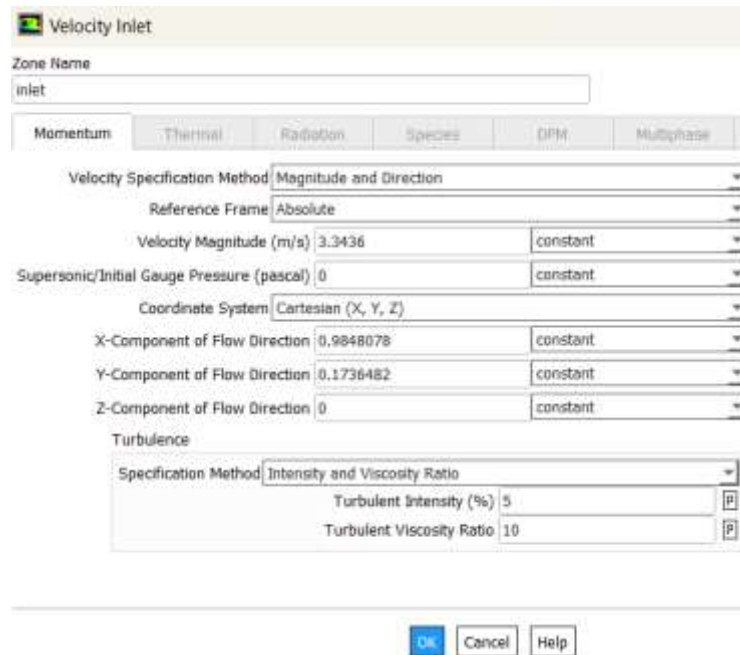 Velocity Inlet
Zone Name
inlet
Momentum Thermal Radiation Species DPM Multiphase
Velocity Specification Method Magnitude and Direction
Reference Frame Absolute
Velocity Magnitude (m/s) 3.3436 constant
Supersonic/Initial Gauge Pressure (pascal) 0 constant
Coordinate System Cartesian (X, Y, Z)
X-Component of Flow Direction 0.9848078 constant
Y-Component of Flow Direction 0.1736482 constant
Z-Component of Flow Direction 0 constant
Turbulence
Specification Method Intensity and Viscosity Ratio
Turbulent Intensity (%) 5 P
Turbulent Viscosity Ratio 10 P
OK Cancel Help